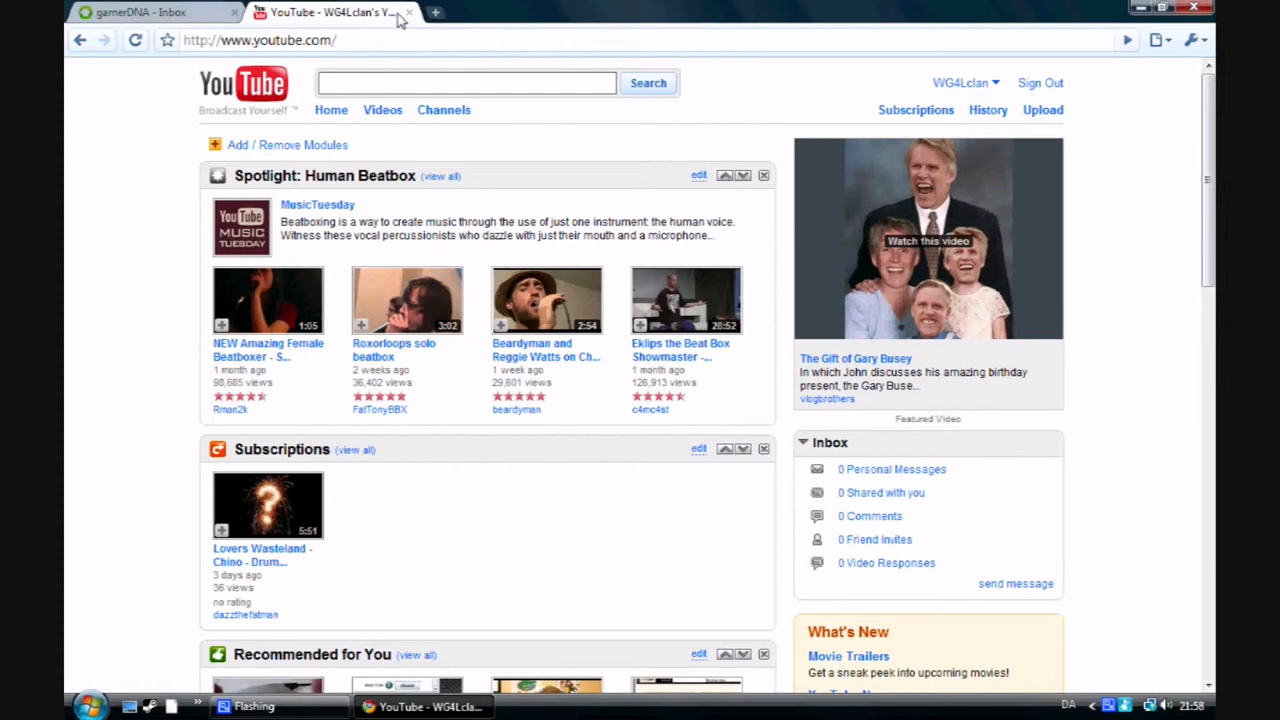 gamerDNA - Inbox
YouTube - WG4Lclan's Y...
http://www.youtube.com/
YouTube
Broadcast Yourself ™
Search
WG4Lclan
Sign Out
Home
Videos
Channels
Subscriptions
History
Upload
Add / Remove Modules
Spotlight: Human Beatbox (view all)
edit
YouTube
MUSIC
TUESDAY
MusicTuesday
Beatboxing is a way to create music through the use of just one instrument: the human voice.
Witness these vocal percussionists who dazzle with just their mouth and a microphone...
1:05
NEW Amazing Female
Beatboxer - S...
1 month ago
98,685 views
Rman2k
3:02
Roxorloops solo
beatbox
2 weeks ago
36,402 views
FatTonyBBX
2:54
Beardyman and
Reggie Watts on Ch...
1 week ago
29,601 views
beardyman
28:52
Eklips the Beat Box
Showmaster -...
1 month ago
126,913 views
c4mc4st
Watch this video
The Gift of Gary Busey
In which John discusses his amazing birthday
present, the Gary Buse...
vlogbrothers
Featured Video
Subscriptions (view all)
edit
5:51
Lovers Wasteland -
Chino - Drum...
3 days ago
36 views
no rating
dazzthefatman
Inbox
0 Personal Messages
0 Shared with you
0 Comments
0 Friend Invites
0 Video Responses
send message
What's New
Movie Trailers
Get a sneak peek into upcoming movies!
Recommended for You (view all)
edit
Flashing
YouTube - WG4Lcla...
DA
21:58